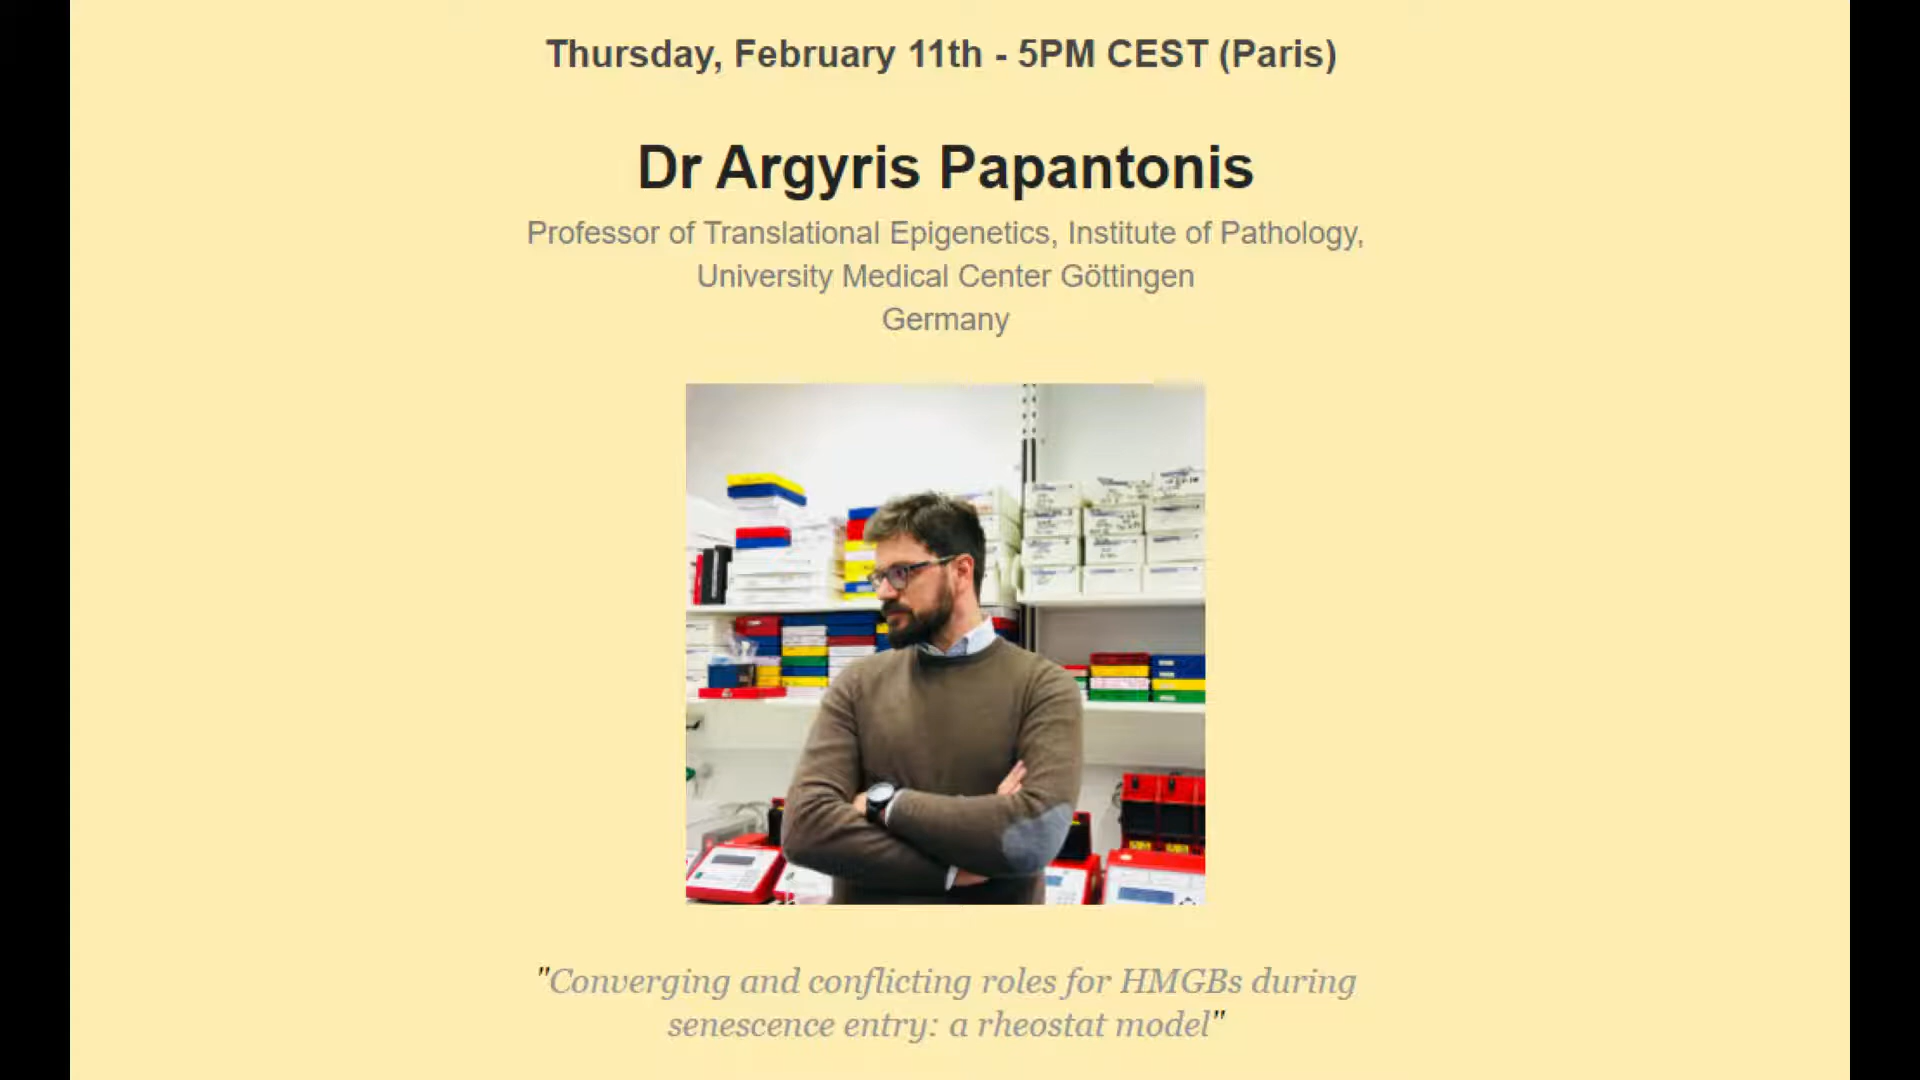 Thursday, February 11th - 5PM CEST (Paris)
Dr Argyris Papantonis
Professor of Translational Epigenetics, Institute of Pathology,
University Medical Center Göttingen
Germany
"Converging and conflicting roles for HMGBs during
senescence entry: a rheostat model"